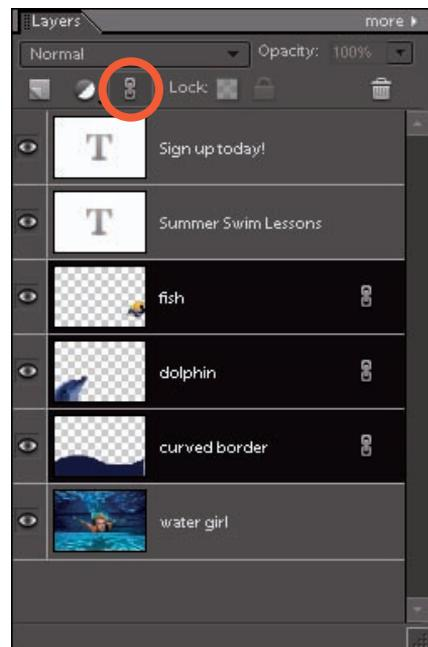 Layers more
Normal Opacity: 100%
Lock:
T Sign up today!
T Summer Swim Lessons
fish
dolphin
curved border
water girl